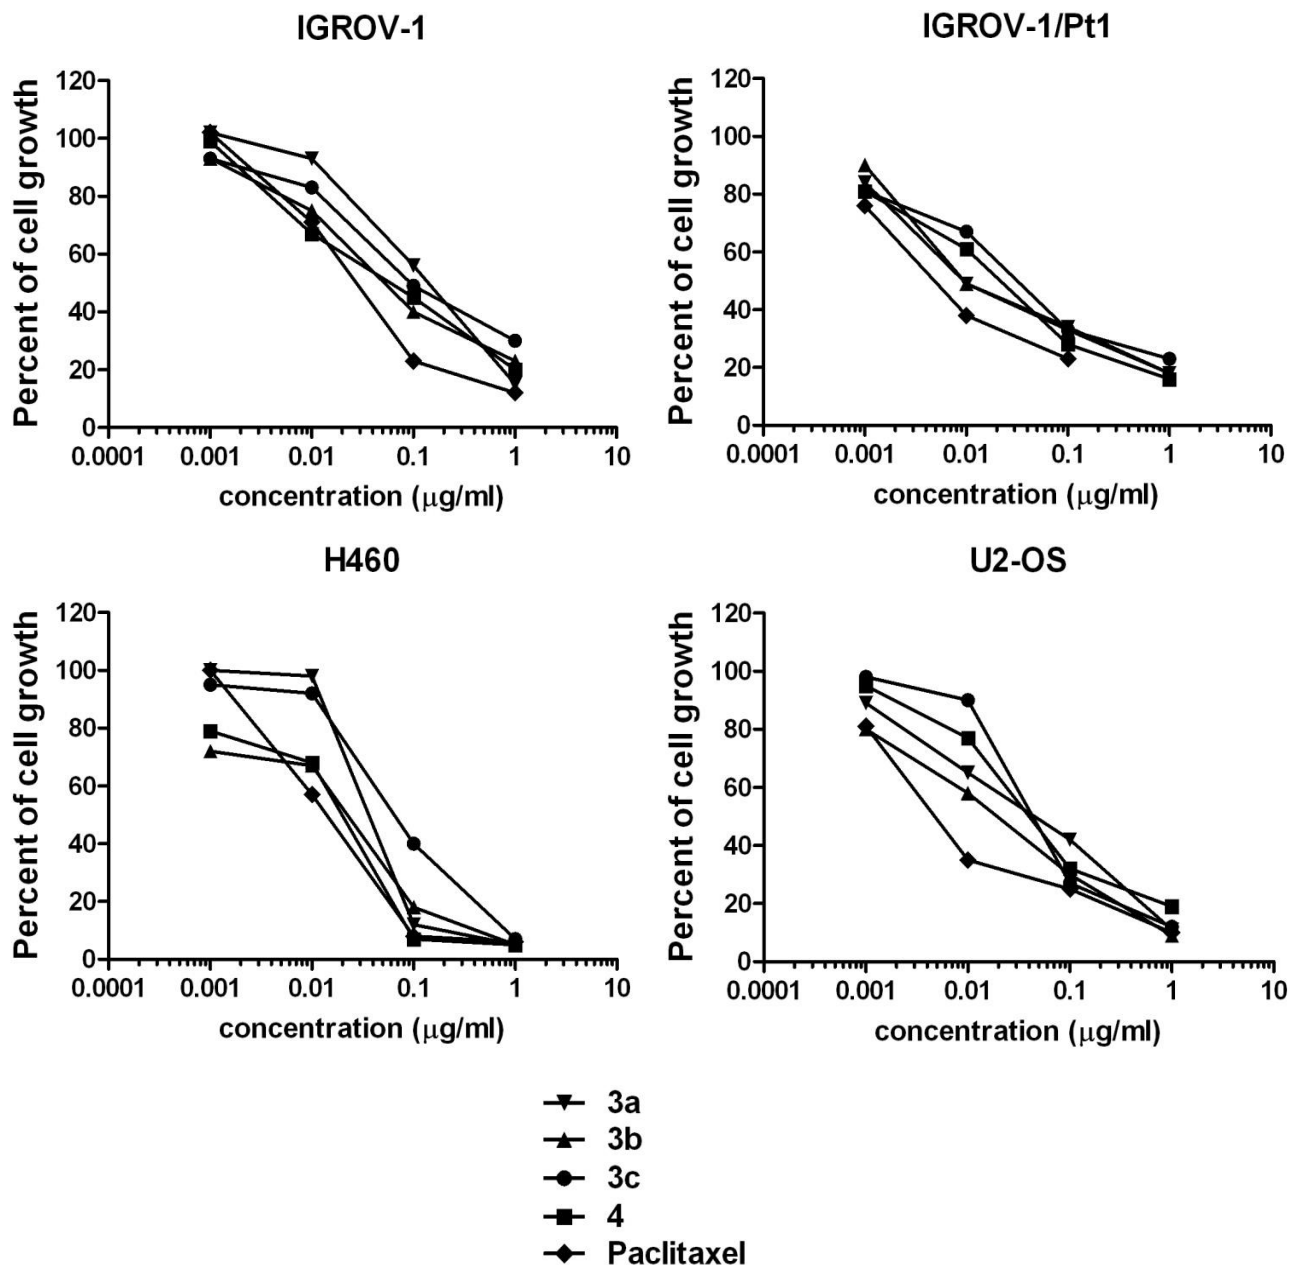 IGROV-1
Percent of cell growth
120
100
80
60
40
20
0
0.0001 0.001 0.01 0.1 1 10
concentration (μg/ml)
IGROV-1/Pt1
Percent of cell growth
120
100
80
60
40
20
0
0.0001 0.001 0.01 0.1 1 10
concentration (μg/ml)
H460
Percent of cell growth
120
100
80
60
40
20
0
0.0001 0.001 0.01 0.1 1 10
concentration (μg/ml)
U2-OS
Percent of cell growth
120
100
80
60
40
20
0
0.0001 0.001 0.01 0.1 1 10
concentration (μg/ml)
3a
3b
3c
4
Paclitaxel